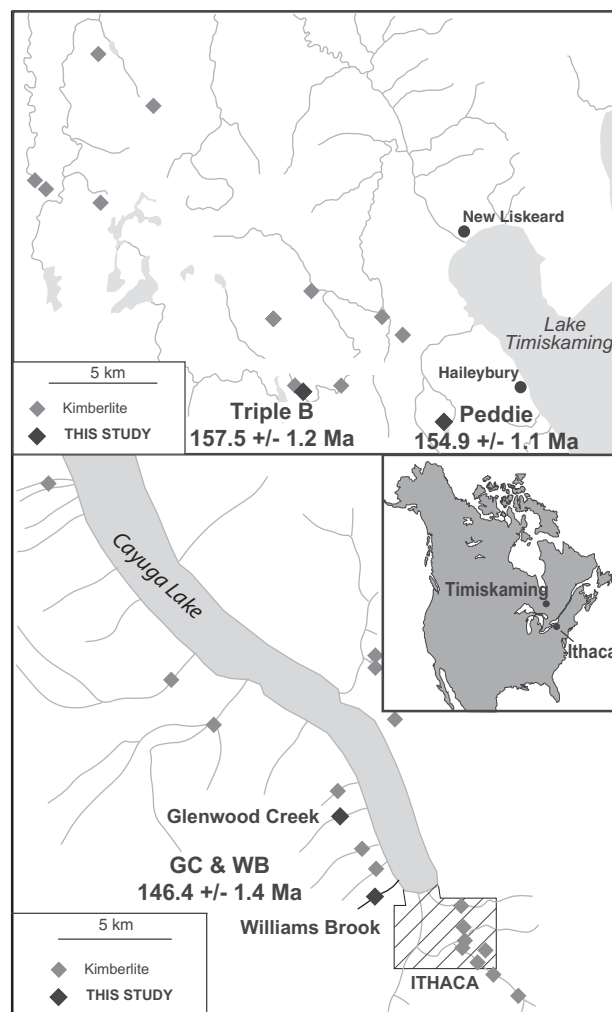 New Liskeard
Lake
Timiskaming
5 km
Haileybury
Kimberlite
THIS STUDY
Triple B
157.5 +/- 1.2 Ma
Peddie
154.9 +/- 1.1 Ma
Cayuga Lake
Timiskaming
Ithaca
Glenwood Creek
GC & WB
146.4 +/- 1.4 Ma
Williams Brook
5 km
Kimberlite
THIS STUDY
ITHACA